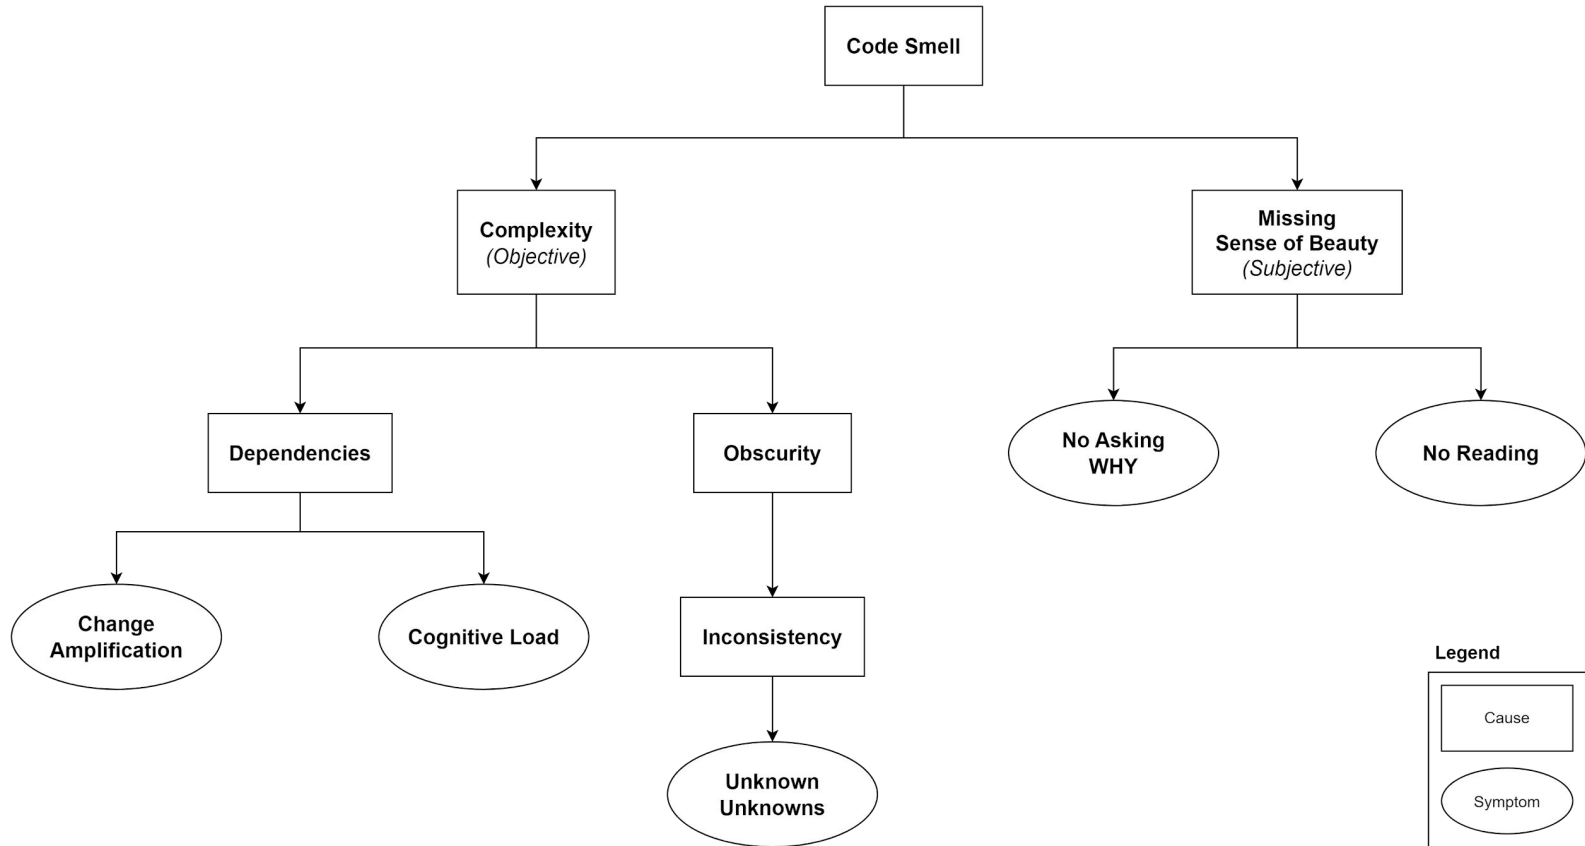 Code Smell
Complexity
(Objective)
Missing
Sense of Beauty
(Subjective)
Dependencies
Obscurity
No Asking
WHY
No Reading
Change
Amplification
Cognitive Load
Inconsistency
Unknown
Unknowns
Legend
Cause
Symptom